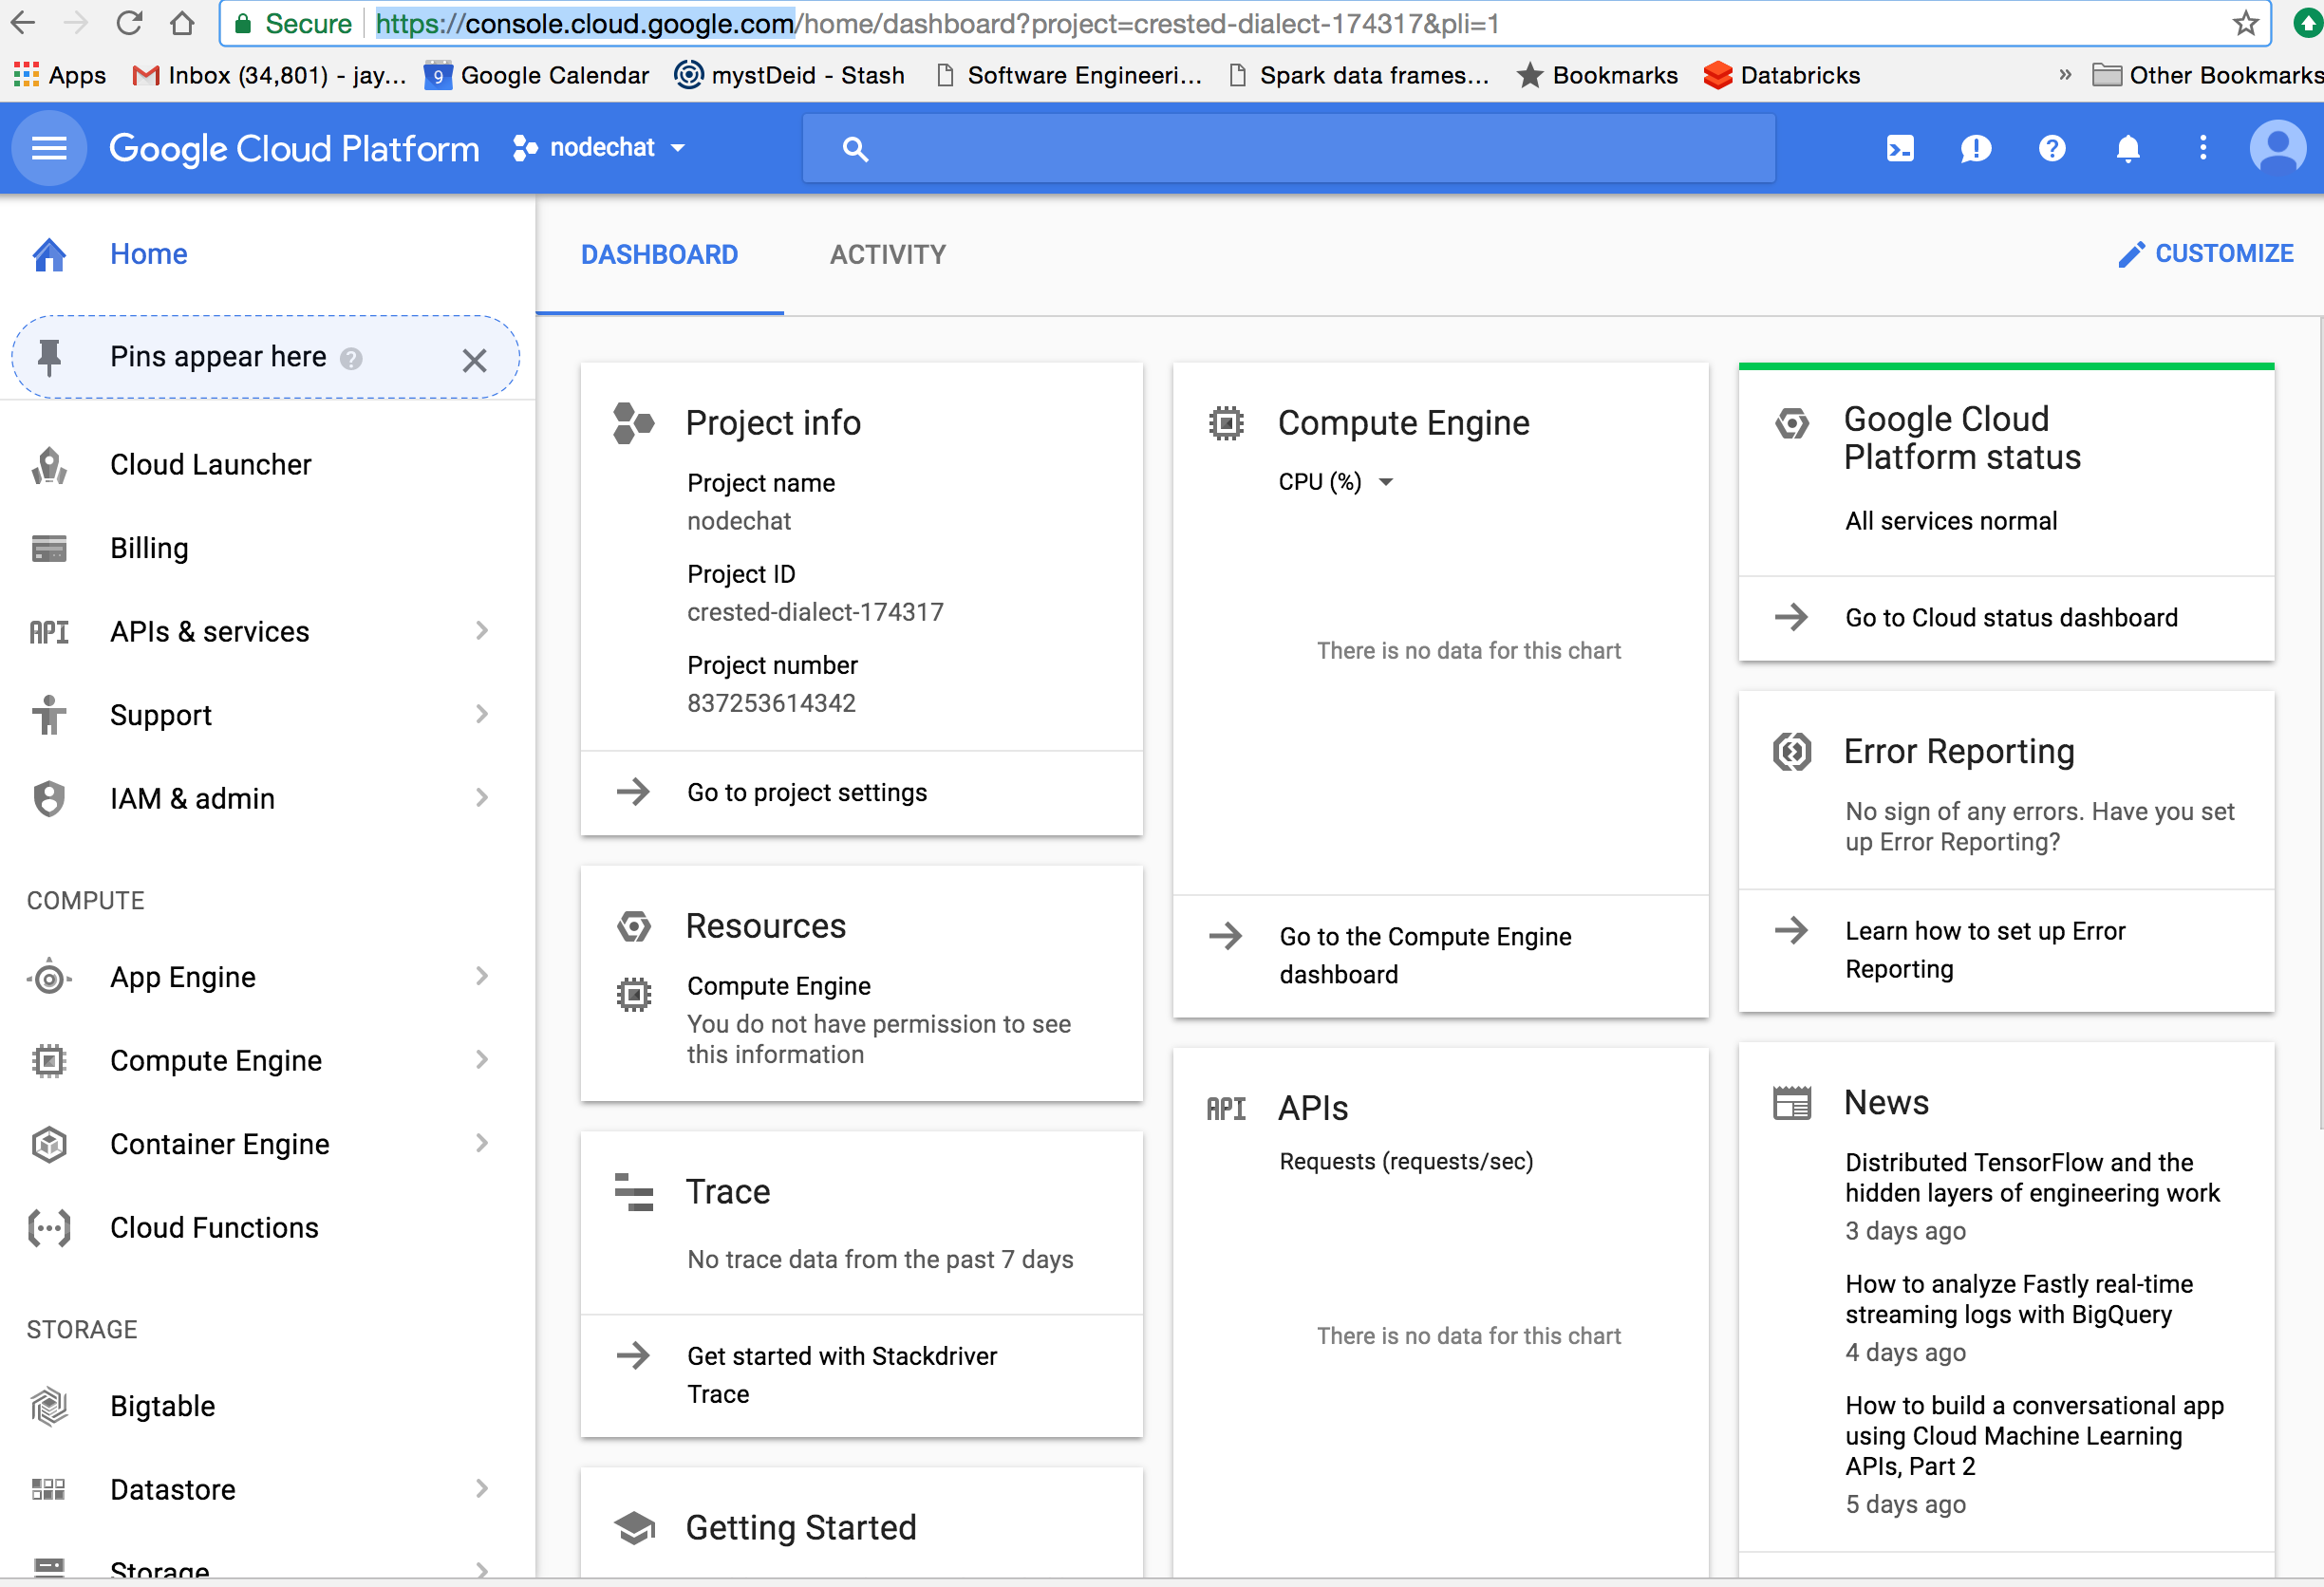 Secure https://console.cloud.google.com/home/dashboard?project=crested-dialect-174317&pli=1
Apps Inbox (34,801) - jay... 9 Google Calendar mystDeid - Stash Software Engineeri... Spark data frames... Bookmarks Databricks » Other Bookmarks
Google Cloud Platform nodechat
Home
Pins appear here
Cloud Launcher
Billing
API APIs & services
Support
IAM & admin
COMPUTE
App Engine
Compute Engine
Container Engine
Cloud Functions
STORAGE
Bigtable
Datastore
Storage
DASHBOARD ACTIVITY CUSTOMIZE
Project info
Project name
nodechat
Project ID
crested-dialect-174317
Project number
837253614342
Go to project settings
Resources
Compute Engine
You do not have permission to see
this information
Trace
No trace data from the past 7 days
Get started with Stackdriver
Trace
Getting Started
Compute Engine
CPU (%)
There is no data for this chart
Go to the Compute Engine
dashboard
API APIs
Requests (requests/sec)
There is no data for this chart
Google Cloud
Platform status
All services normal
Go to Cloud status dashboard
Error Reporting
No sign of any errors. Have you set
up Error Reporting?
Learn how to set up Error
Reporting
News
Distributed TensorFlow and the
hidden layers of engineering work
3 days ago
How to analyze Fastly real-time
streaming logs with BigQuery
4 days ago
How to build a conversational app
using Cloud Machine Learning
APIs, Part 2
5 days ago